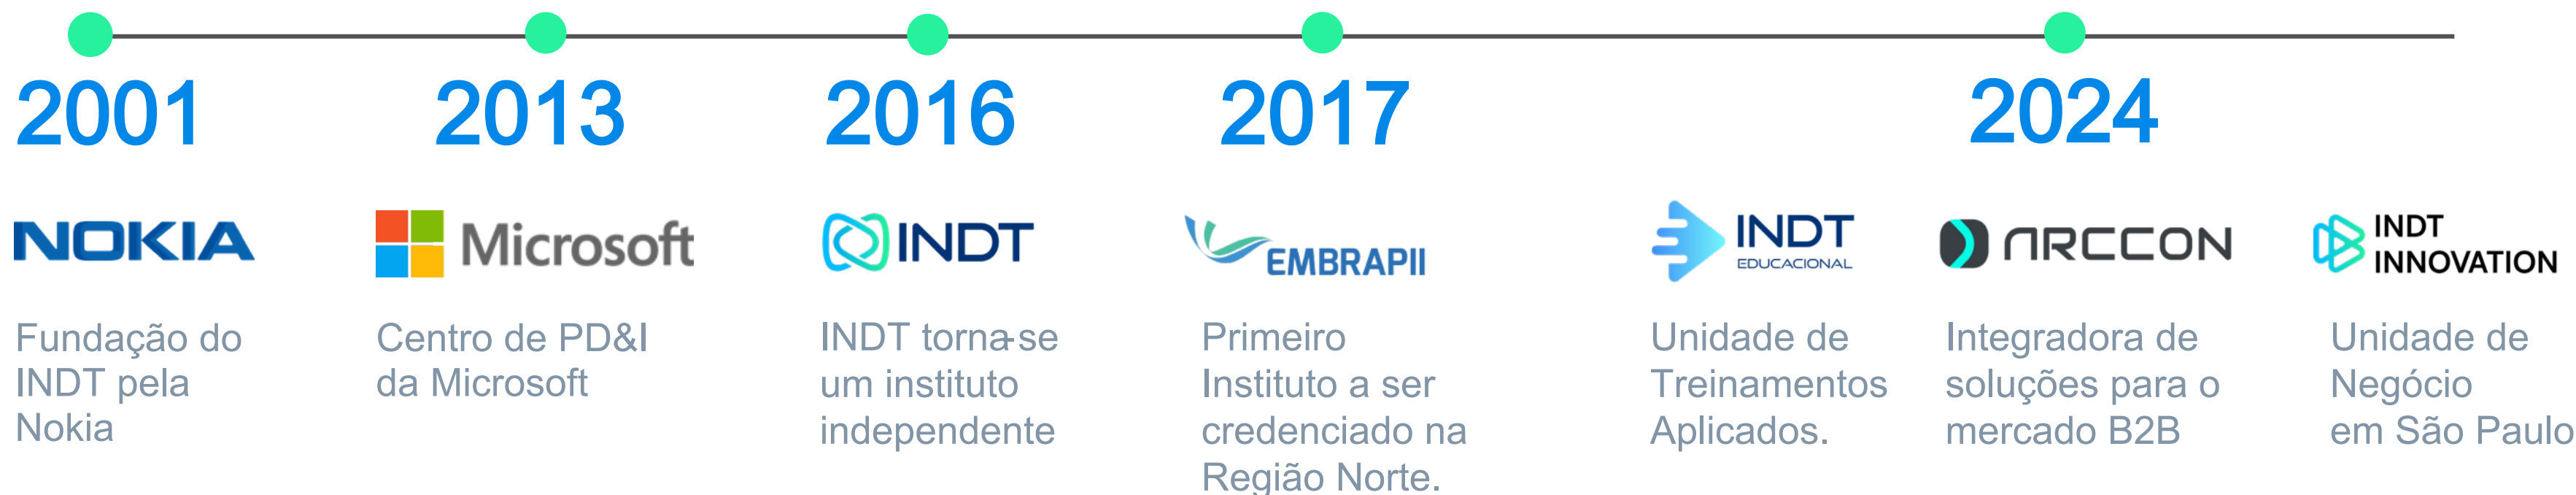 2001
NOKIA
Fundação do
INDT pela
Nokia
2013
Microsoft
Centro de PD&I
da Microsoft
2016
INDT
INDT torna-se
um instituto
independente
2017
EMBRAPII
Primeiro
Instituto a ser
credenciado na
Região Norte.
2024
INDT
EDUCACIONAL
Unidade de
Treinamentos
Aplicados.
ARCCON
Integradora de
soluções para o
mercado B2B
INDT
INNOVATION
Unidade de
Negócio
em São Paulo